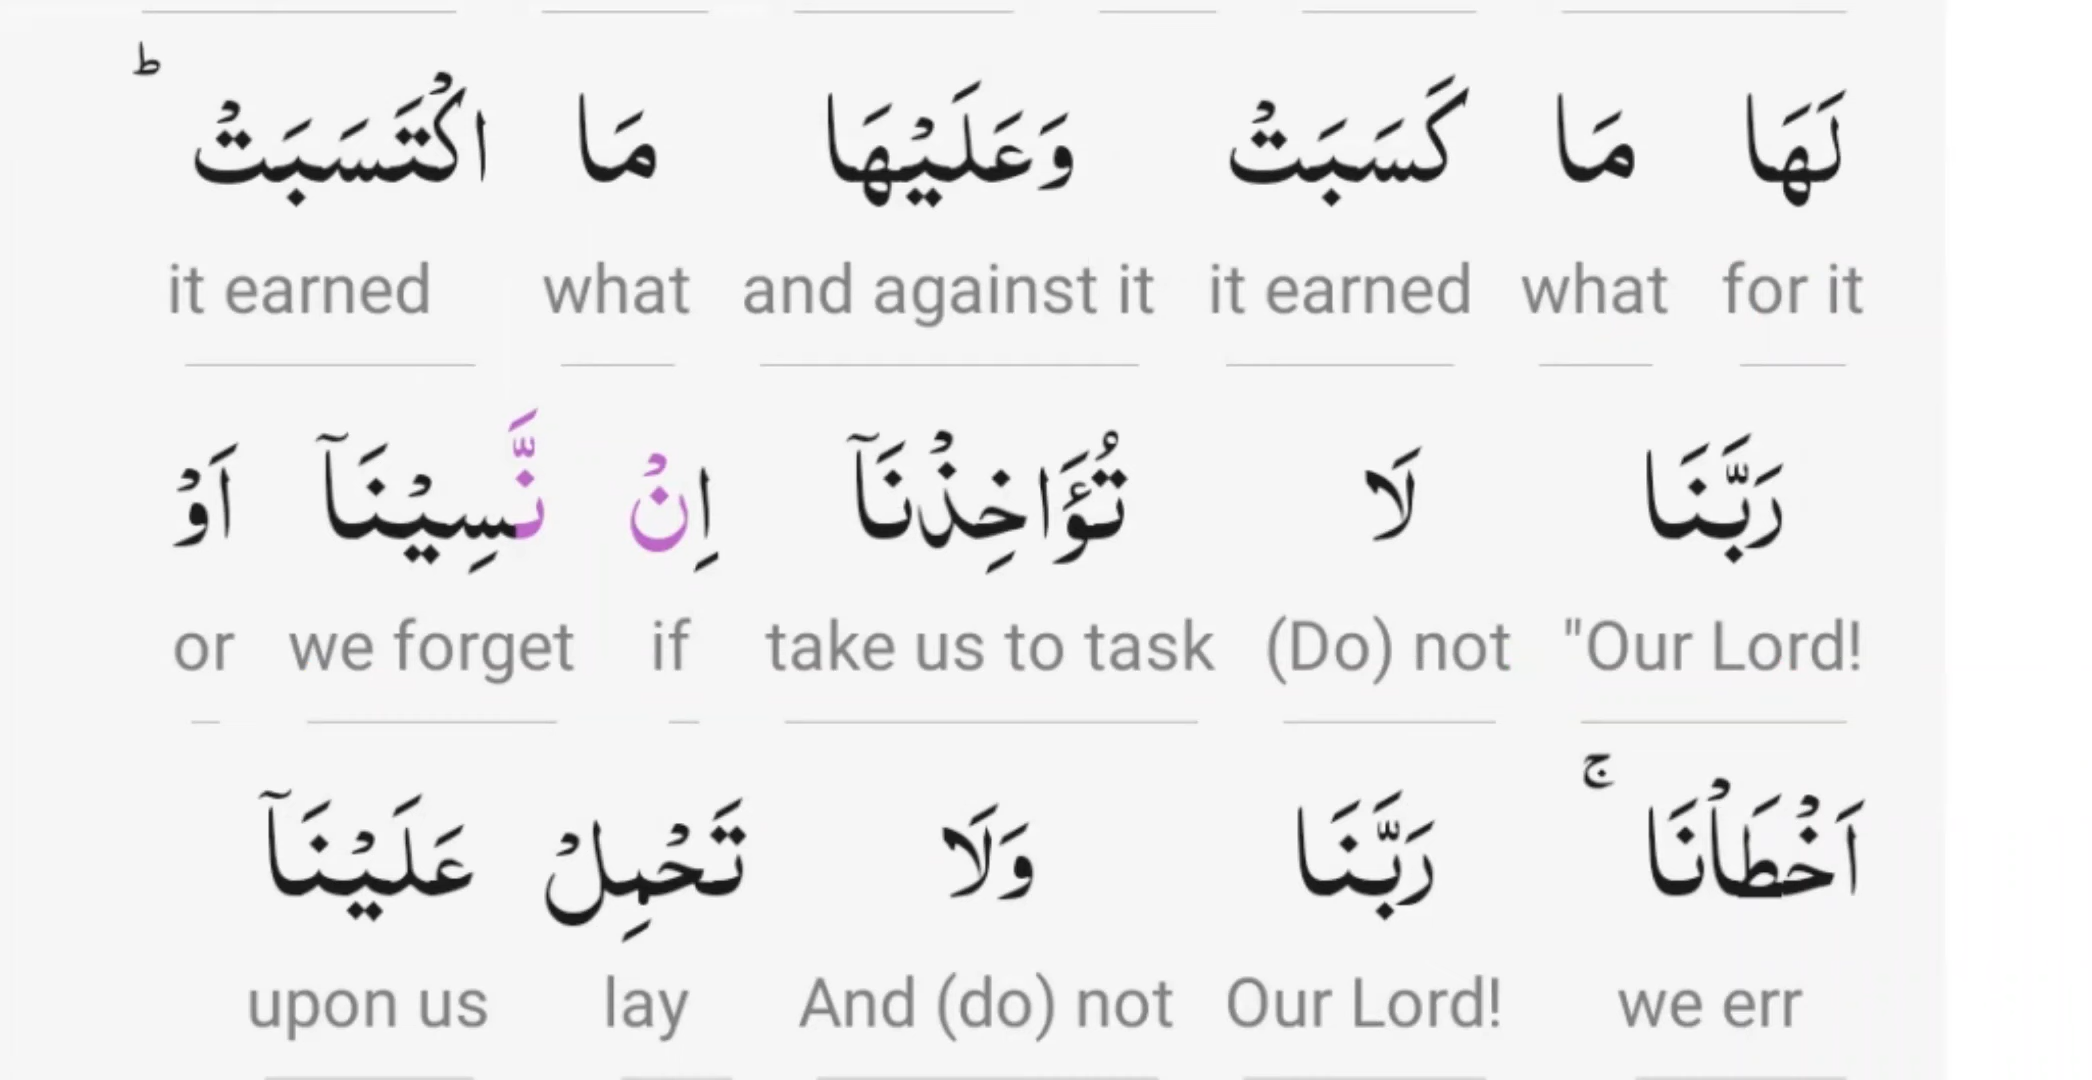 لَهَا مَا كَسَبَتْ وَعَلَيْهَا مَا اكْتَسَبَتْ ؕ
for it what it earned and against it what it earned
رَبَّنَا لَا تُؤَاخِذْنَآ اِنْ نَّسِيْنَآ اَوْ
"Our Lord! (Do) not take us to task if we forget or
اَخْطَاْنَا ۚ رَبَّنَا وَلَا تَحْمِلْ عَلَيْنَآ
we err Our Lord! And (do) not lay upon us